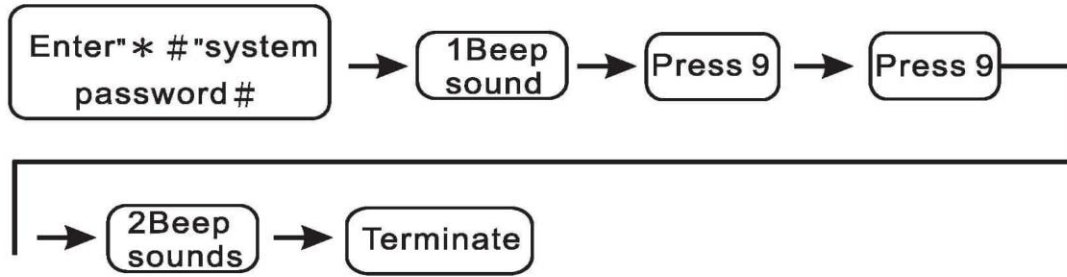 Enter"* #"system
password#
1Beep
sound
Press 9
Press 9
2Beep
sounds
Terminate